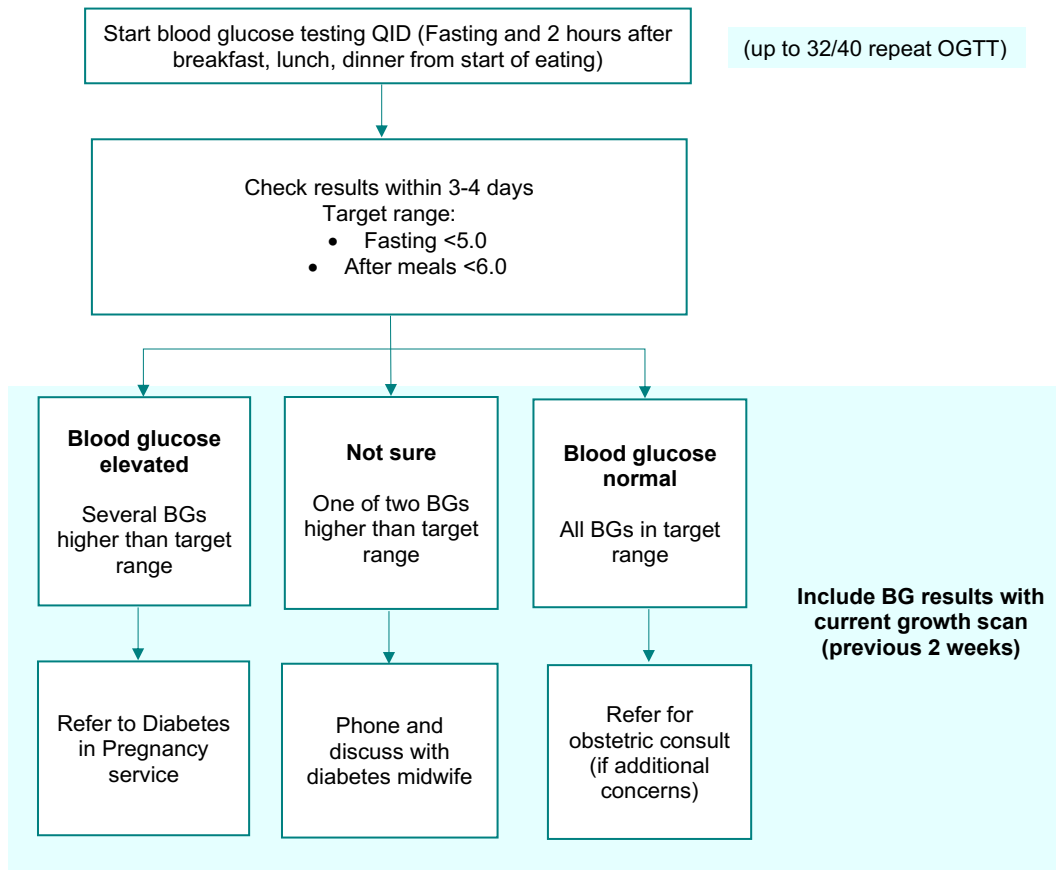 Start blood glucose testing QID (Fasting and 2 hours after
breakfast, lunch, dinner from start of eating)
(up to 32/40 repeat OGTT)
Check results within 3-4 days
Target range:
• Fasting <5.0
• After meals <6.0
Blood glucose
elevated
Several BGs
higher than target
range
Not sure
One of two BGs
higher than target
range
Blood glucose
normal
All BGs in target
range
Include BG results with
current growth scan
(previous 2 weeks)
Refer to Diabetes
in Pregnancy
service
Phone and
discuss with
diabetes midwife
Refer for
obstetric consult
(if additional
concerns)